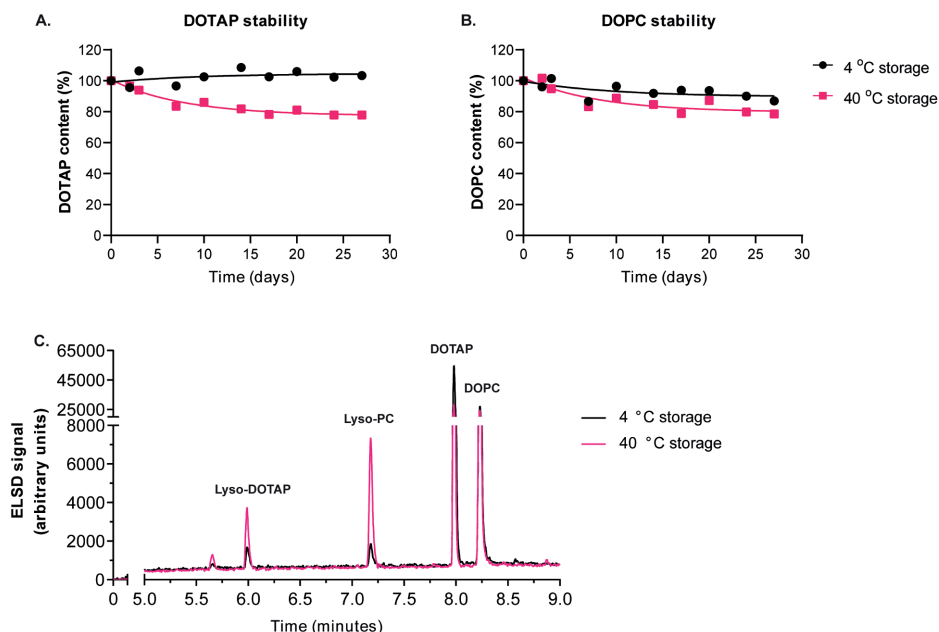 A.
DOTAP stability
120
100
80
60
40
20
0
DOTAP content (%)
0 5 10 15 20 25 30
Time (days)
B.
DOPC stability
120
100
80
60
40
20
0
DOPC content (%)
0 5 10 15 20 25 30
Time (days)
4 °C storage
40 °C storage
C.
65000
45000
25000
8000
6000
4000
2000
0
ELSD signal
(arbitrary units)
DOTAP
DOPC
Lyso-PC
Lyso-DOTAP
4 °C storage
40 °C storage
0 5.0 5.5 6.0 6.5 7.0 7.5 8.0 8.5 9.0
Time (minutes)